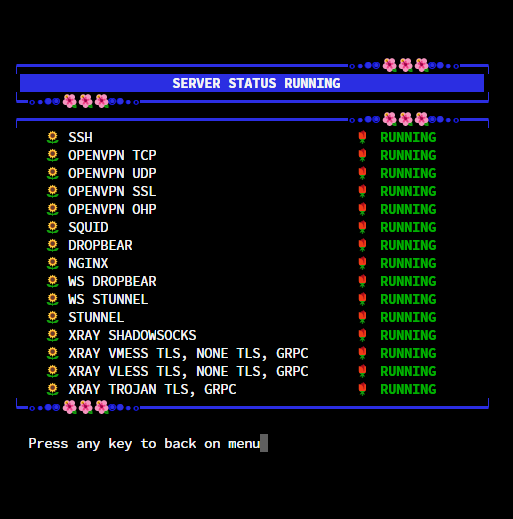 SERVER STATUS RUNNING
SSH RUNNING
OPENVPN TCP RUNNING
OPENVPN UDP RUNNING
OPENVPN SSL RUNNING
OPENVPN OHP RUNNING
SQUID RUNNING
DROPBEAR RUNNING
NGINX RUNNING
WS DROPBEAR RUNNING
WS STUNNEL RUNNING
STUNNEL RUNNING
XRAY SHADOWSOCKS RUNNING
XRAY VMESS TLS, NONE TLS, GRPC RUNNING
XRAY VLESS TLS, NONE TLS, GRPC RUNNING
XRAY TROJAN TLS, GRPC RUNNING
Press any key to back on menu